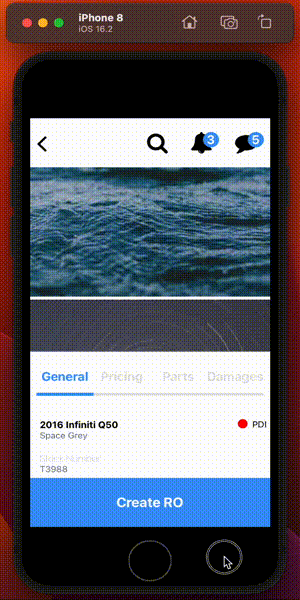 iPhone 8
iOS 16.2
3
5
General Pricing Parts Damages
2016 Infiniti Q50
PDI
Space Grey
Stock Number
T3988
Create RO